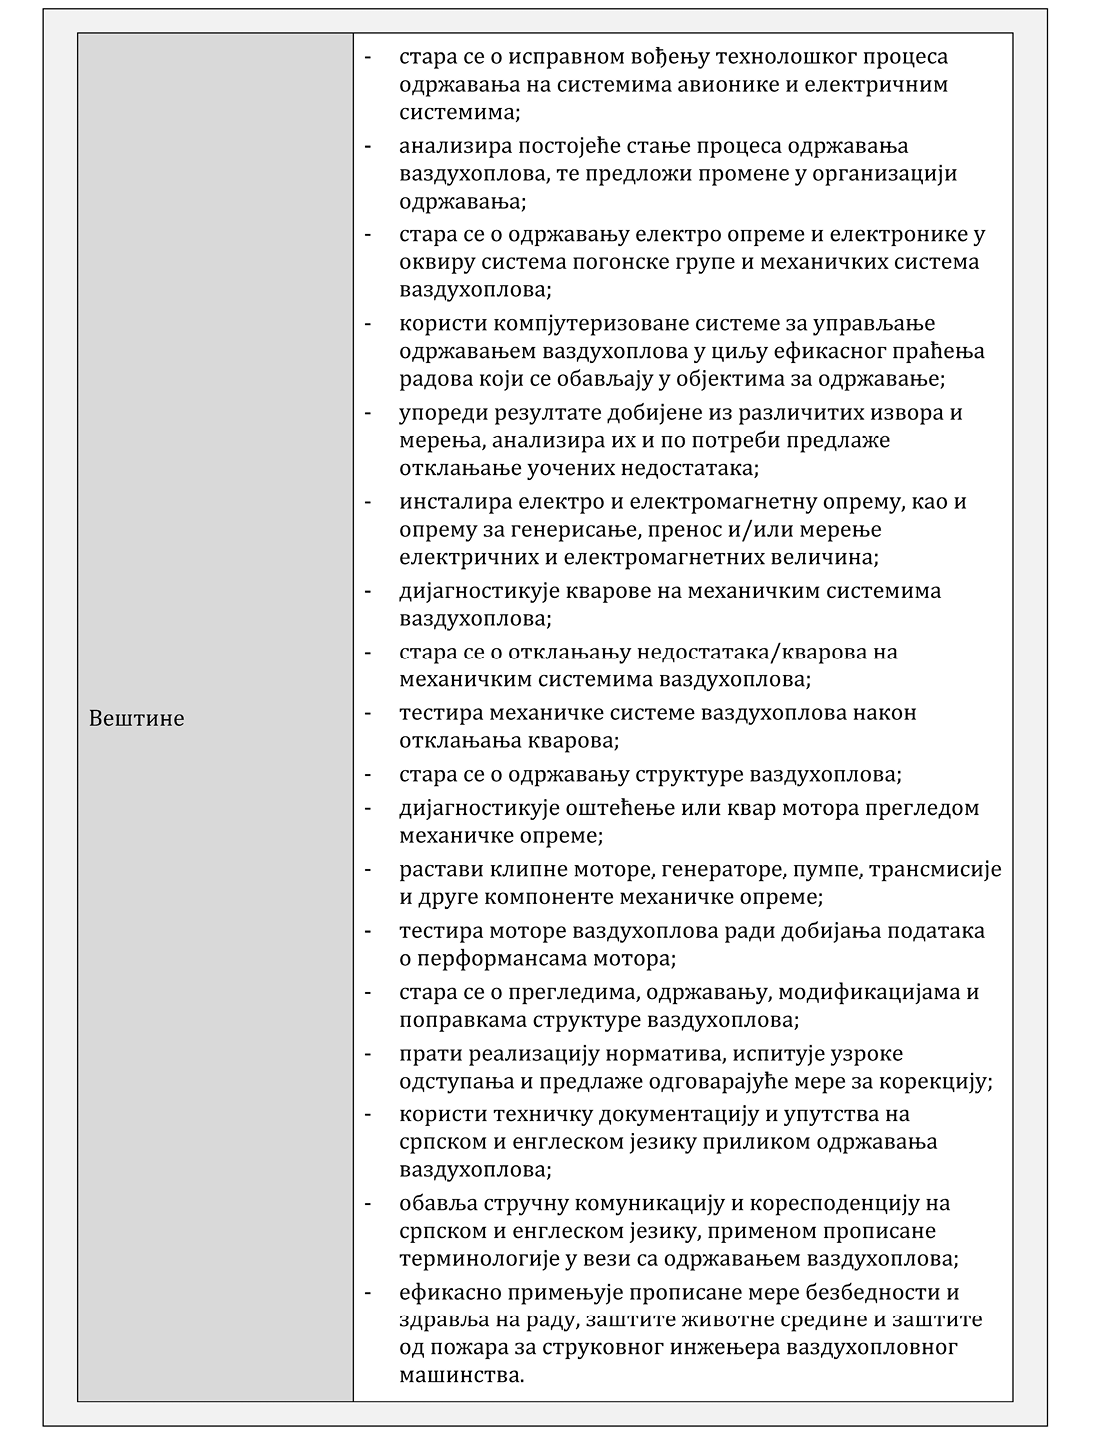 Вештине
- стара се о исправном вођењу технолошког процеса
одржавања на системима авионике и електричним
системима;
- анализира постојеће стање процеса одржавања
ваздухоплова, те предложи промене у организацији
одржавања;
- стара се о одржавању електро опреме и електронике у
оквиру система погонске групе и механичких система
ваздухоплова;
- користи компјутеризоване системе за управљање
одржавањем ваздухоплова у циљу ефикасног праћења
радова који се обављају у објектима за одржавање;
- упореди резултате добијене из различитих извора и
мерења, анализира их и по потреби предлаже
отклањање уочених недостатака;
- инсталира електро и електромагнетну опрему, као и
опрему за генерисање, пренос и/или мерење
електричних и електромагнетних величина;
- дијагностикује кварове на механичким системима
ваздухоплова;
- стара се о отклањању недостатака/кварова на
механичким системима ваздухоплова;
- тестира механичке системе ваздухоплова након
отклањања кварова;
- стара се о одржавању структуре ваздухоплова;
- дијагностикује оштећење или квар мотора прегледом
механичке опреме;
- растави клипне моторе, генераторе, пумпе, трансмисије
и друге компоненте механичке опреме;
- тестира моторе ваздухоплова ради добијања података
о перформансама мотора;
- стара се о прегледима, одржавању, модификацијама и
поправкама структуре ваздухоплова;
- прати реализацију норматива, испитује узроке
одступања и предлаже одговарајуће мере за корекцију;
- користи техничку документацију и упутства на
српском и енглеском језику приликом одржавања
ваздухоплова;
- обавља стручну комуникацију и коресподенцију на
српском и енглеском језику, применом прописане
терминологије у вези са одржавањем ваздухоплова;
- ефикасно примењује прописане мере безбедности и
здравља на раду, заштите животне средине и заштите
од пожара за струковног инжењера ваздухопловног
машинства.